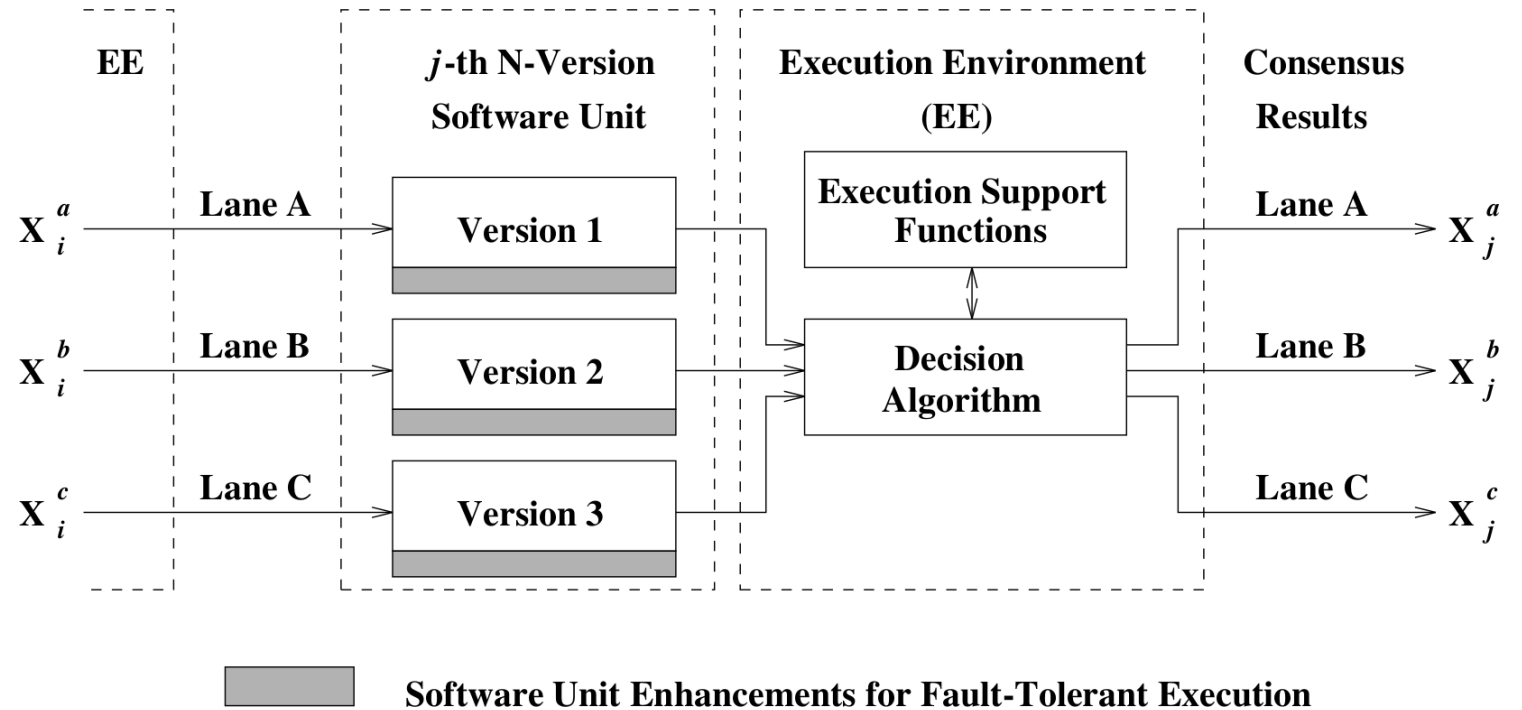 EE
j-th N-Version
Software Unit
Execution Environment
(EE)
Consensus
Results
X a i
Lane A
Version 1
Execution Support
Functions
Lane A
X a j
X b i
Lane B
Version 2
Decision
Algorithm
Lane B
X b j
X c i
Lane C
Version 3
Lane C
X c j
Software Unit Enhancements for Fault-Tolerant Execution